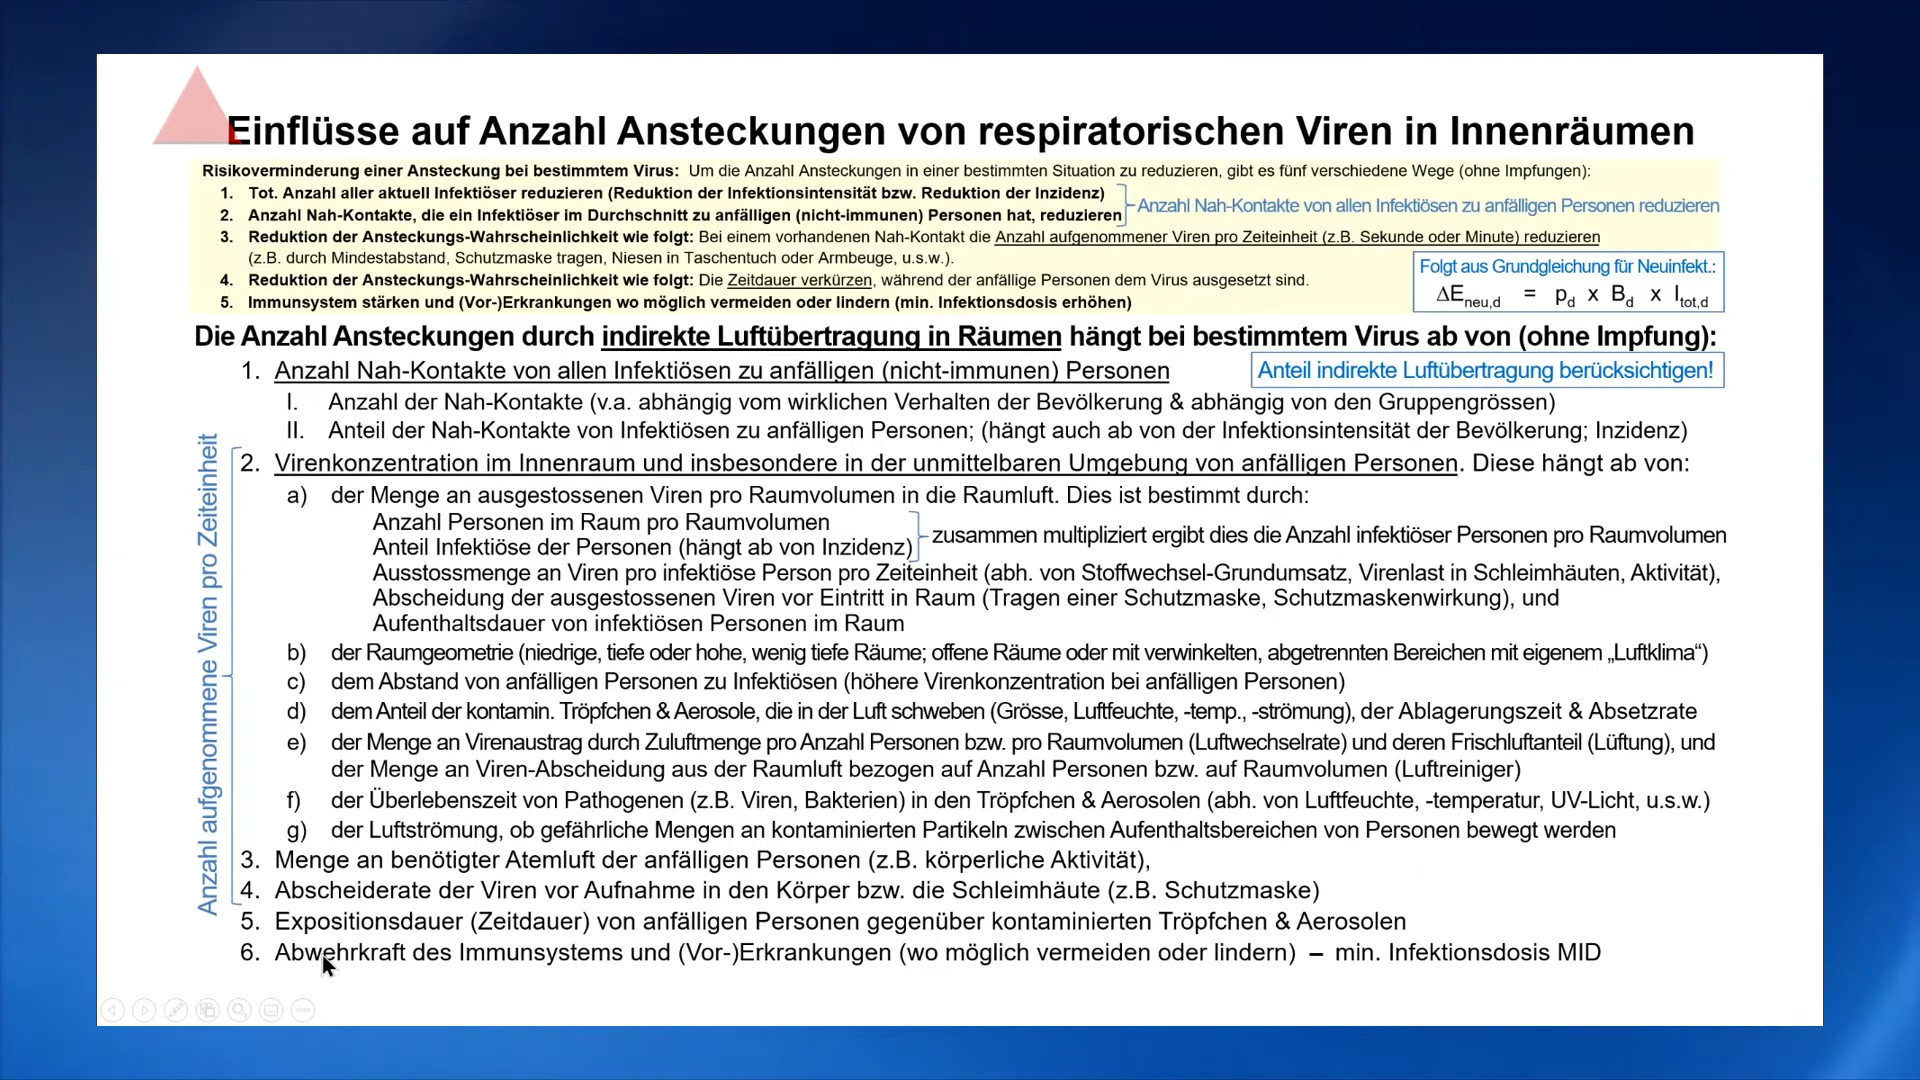 Einflüsse auf Anzahl Ansteckungen von respiratorischen Viren in Innenräumen
Risikoverminderung einer Ansteckung bei bestimmtem Virus: Um die Anzahl Ansteckungen in einer bestimmten Situation zu reduzieren, gibt es fünf verschiedene Wege (ohne Impfungen):
1. Tot. Anzahl aller aktuell Infektiöser reduzieren (Reduktion der Infektionsintensität bzw. Reduktion der Inzidenz)
2. Anzahl Nah-Kontakte, die ein Infektiöser im Durchschnitt zu anfälligen (nicht-immunen) Personen hat, reduzieren
Anzahl Nah-Kontakte von allen Infektiösen zu anfälligen Personen reduzieren
3. Reduktion der Ansteckungs-Wahrscheinlichkeit wie folgt: Bei einem vorhandenen Nah-Kontakt die Anzahl aufgenommener Viren pro Zeiteinheit (z.B. Sekunde oder Minute) reduzieren
(z.B. durch Mindestabstand, Schutzmaske tragen, Niesen in Taschentuch oder Armbeuge, u.s.w.).
4. Reduktion der Ansteckungs-Wahrscheinlichkeit wie folgt: Die Zeitdauer verkürzen, während der anfällige Personen dem Virus ausgesetzt sind.
5. Immunsystem stärken und (Vor-)Erkrankungen wo möglich vermeiden oder lindern (min. Infektionsdosis erhöhen)
Folgt aus Grundgleichung für Neuinfekt.:
ΔE neu,d = p d x B d x I tot,d
Die Anzahl Ansteckungen durch indirekte Luftübertragung in Räumen hängt bei bestimmtem Virus ab von (ohne Impfung):
1. Anzahl Nah-Kontakte von allen Infektiösen zu anfälligen (nicht-immunen) Personen
Anteil indirekte Luftübertragung berücksichtigen!
I. Anzahl der Nah-Kontakte (v.a. abhängig vom wirklichen Verhalten der Bevölkerung & abhängig von den Gruppengrössen)
II. Anteil der Nah-Kontakte von Infektiösen zu anfälligen Personen; (hängt auch ab von der Infektionsintensität der Bevölkerung; Inzidenz)
Anzahl aufgenommene Viren pro Zeiteinheit
2. Virenkonzentration im Innenraum und insbesondere in der unmittelbaren Umgebung von anfälligen Personen. Diese hängt ab von:
a) der Menge an ausgestossenen Viren pro Raumvolumen in die Raumluft. Dies ist bestimmt durch:
Anzahl Personen im Raum pro Raumvolumen
Anteil Infektiöse der Personen (hängt ab von Inzidenz)
zusammen multipliziert ergibt dies die Anzahl infektiöser Personen pro Raumvolumen
Ausstossmenge an Viren pro infektiöse Person pro Zeiteinheit (abh. von Stoffwechsel-Grundumsatz, Virenlast in Schleimhäuten, Aktivität),
Abscheidung der ausgestossenen Viren vor Eintritt in Raum (Tragen einer Schutzmaske, Schutzmaskenwirkung), und
Aufenthaltsdauer von infektiösen Personen im Raum
b) der Raumgeometrie (niedrige, tiefe oder hohe, wenig tiefe Räume; offene Räume oder mit verwinkelten, abgetrennten Bereichen mit eigenem „Luftklima“)
c) dem Abstand von anfälligen Personen zu Infektiösen (höhere Virenkonzentration bei anfälligen Personen)
d) dem Anteil der kontamin. Tröpfchen & Aerosole, die in der Luft schweben (Grösse, Luftfeuchte, -temp., -strömung), der Ablagerungszeit & Absetzrate
e) der Menge an Virenaustrag durch Zuluftmenge pro Anzahl Personen bzw. pro Raumvolumen (Luftwechselrate) und deren Frischluftanteil (Lüftung), und
der Menge an Viren-Abscheidung aus der Raumluft bezogen auf Anzahl Personen bzw. auf Raumvolumen (Luftreiniger)
f) der Überlebenszeit von Pathogenen (z.B. Viren, Bakterien) in den Tröpfchen & Aerosolen (abh. von Luftfeuchte, -temperatur, UV-Licht, u.s.w.)
g) der Luftströmung, ob gefährliche Mengen an kontaminierten Partikeln zwischen Aufenthaltsbereichen von Personen bewegt werden
3. Menge an benötigter Atemluft der anfälligen Personen (z.B. körperliche Aktivität),
4. Abscheiderate der Viren vor Aufnahme in den Körper bzw. die Schleimhäute (z.B. Schutzmaske)
5. Expositionsdauer (Zeitdauer) von anfälligen Personen gegenüber kontaminierten Tröpfchen & Aerosolen
6. Abwehrkraft des Immunsystems und (Vor-)Erkrankungen (wo möglich vermeiden oder lindern) – min. Infektionsdosis MID